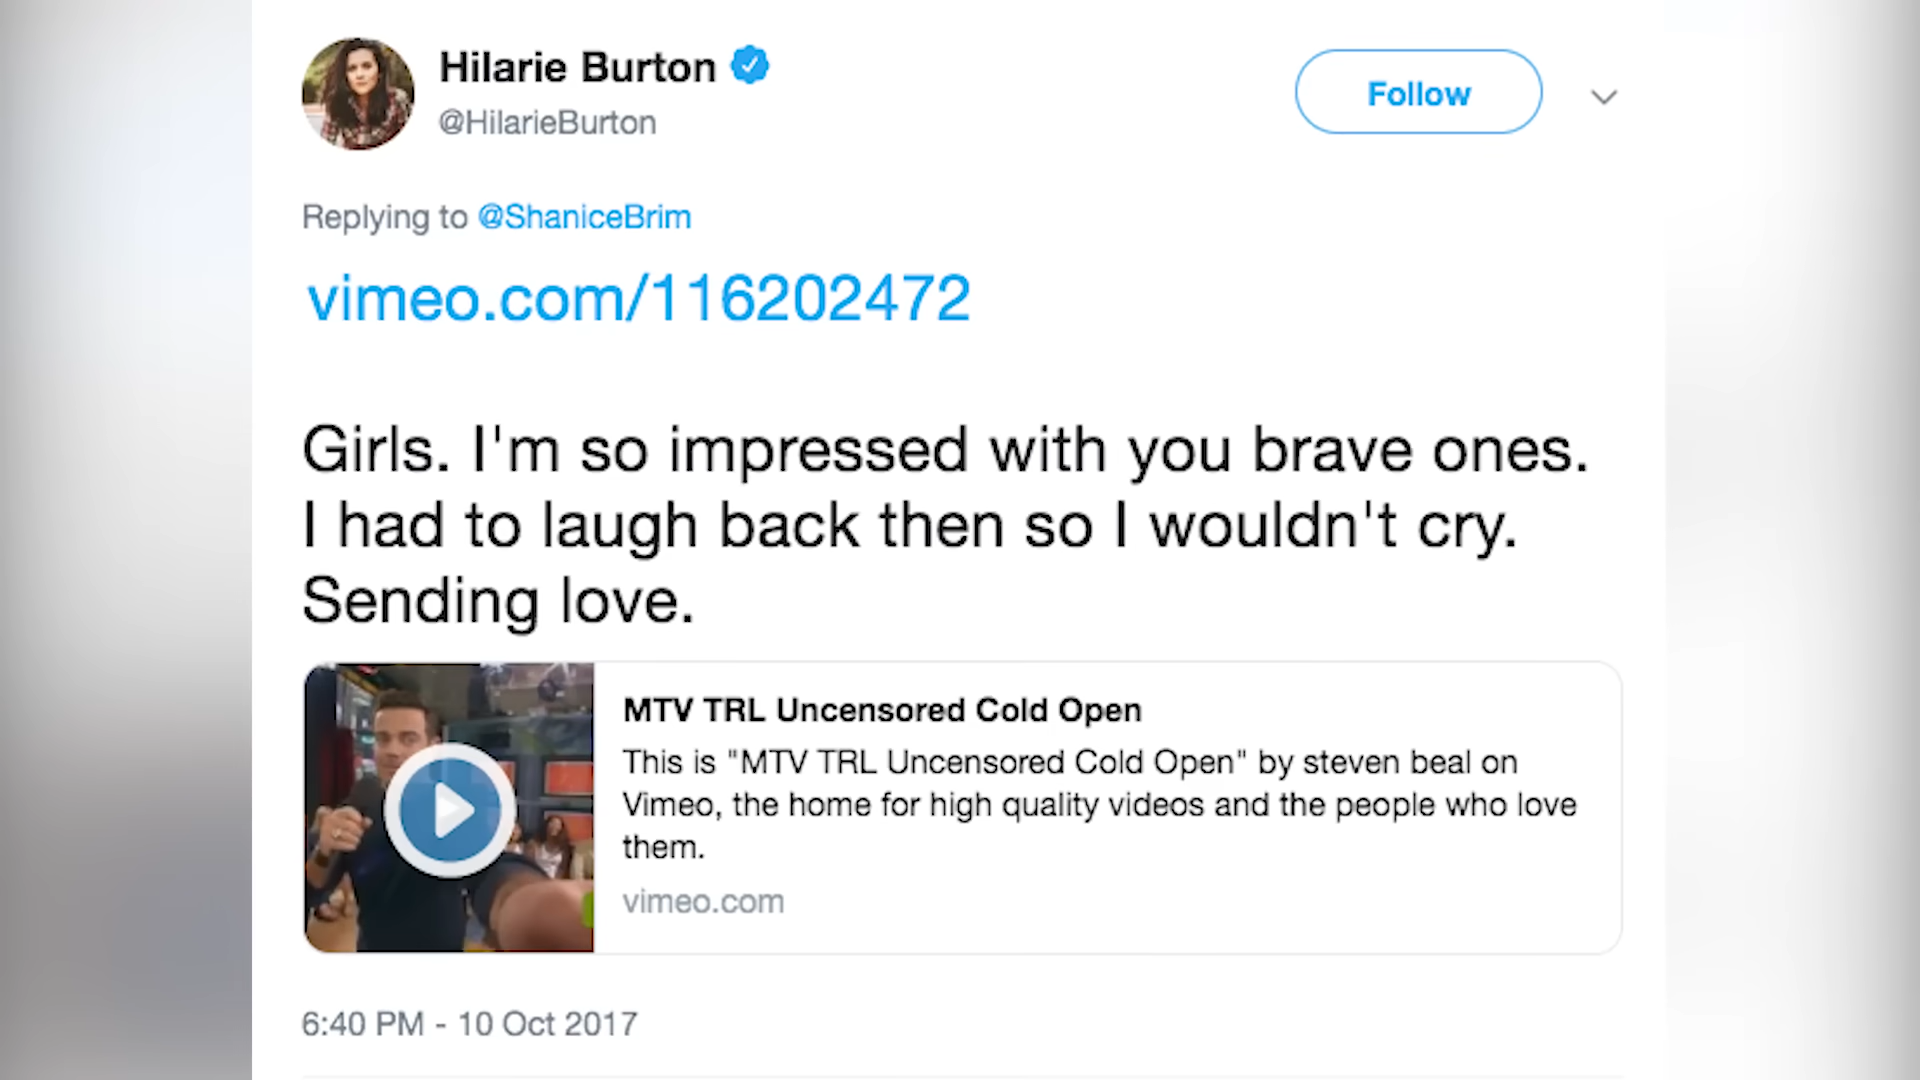 Hilarie Burton
@HilarieBurton
Follow
Replying to @ShaniceBrim
vimeo.com/116202472
Girls. I'm so impressed with you brave ones.
I had to laugh back then so I wouldn't cry.
Sending love.
MTV TRL Uncensored Cold Open
This is "MTV TRL Uncensored Cold Open" by steven beal on
Vimeo, the home for high quality videos and the people who love
them.
vimeo.com
6:40 PM - 10 Oct 2017